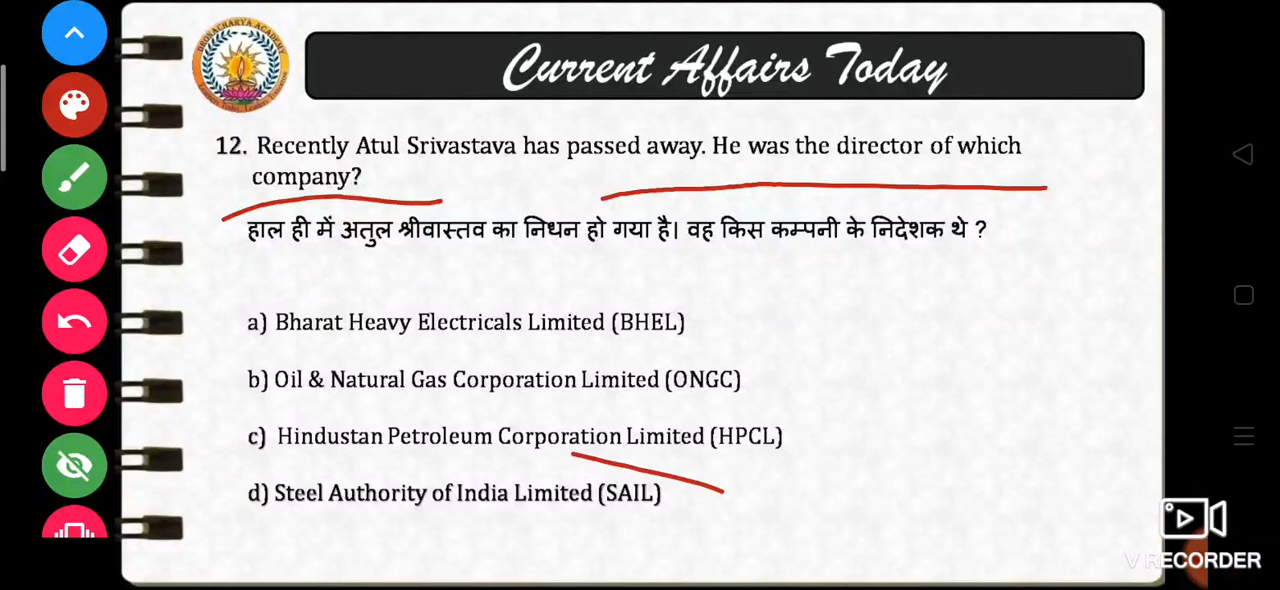 DRONACHARYA ACADEMY
Current Affairs Today
12. Recently Atul Srivastava has passed away. He was the director of which
company?
हाल ही में अतुल श्रीवास्तव का निधन हो गया है। वह किस कम्पनी के निदेशक थे ?
a) Bharat Heavy Electricals Limited (BHEL)
b) Oil & Natural Gas Corporation Limited (ONGC)
c) Hindustan Petroleum Corporation Limited (HPCL)
d) Steel Authority of India Limited (SAIL)
V RECORDER